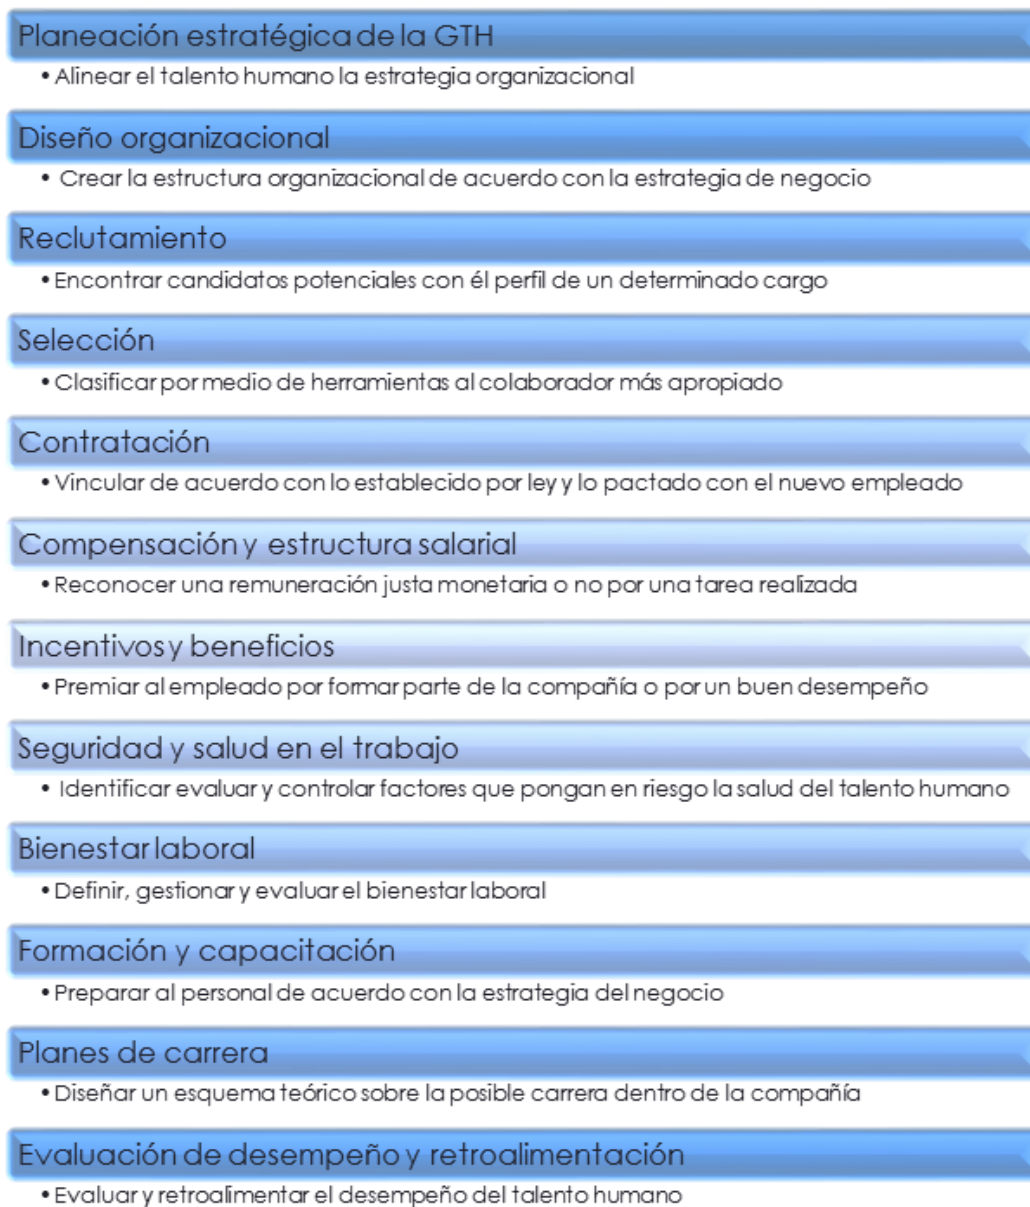 Planeación estratégica de la GTH
• Alinear el talento humano la estrategia organizacional
Diseño organizacional
• Crear la estructura organizacional de acuerdo con la estrategia de negocio
Reclutamiento
• Encontrar candidatos potenciales con él perfil de un determinado cargo
Selección
• Clasificar por medio de herramientas al colaborador más apropiado
Contratación
• Vincular de acuerdo con lo establecido por ley y lo pactado con el nuevo empleado
Compensación y estructura salarial
• Reconocer una remuneración justa monetaria o no por una tarea realizada
Incentivos y beneficios
• Premiar al empleado por formar parte de la compañía o por un buen desempeño
Seguridad y salud en el trabajo
• Identificar evaluar y controlar factores que pongan en riesgo la salud del talento humano
Bienestar laboral
• Definir, gestionar y evaluar el bienestar laboral
Formación y capacitación
• Preparar al personal de acuerdo con la estrategia del negocio
Planes de carrera
• Diseñar un esquema teórico sobre la posible carrera dentro de la compañía
Evaluación de desempeño y retroalimentación
• Evaluar y retroalimentar el desempeño del talento humano